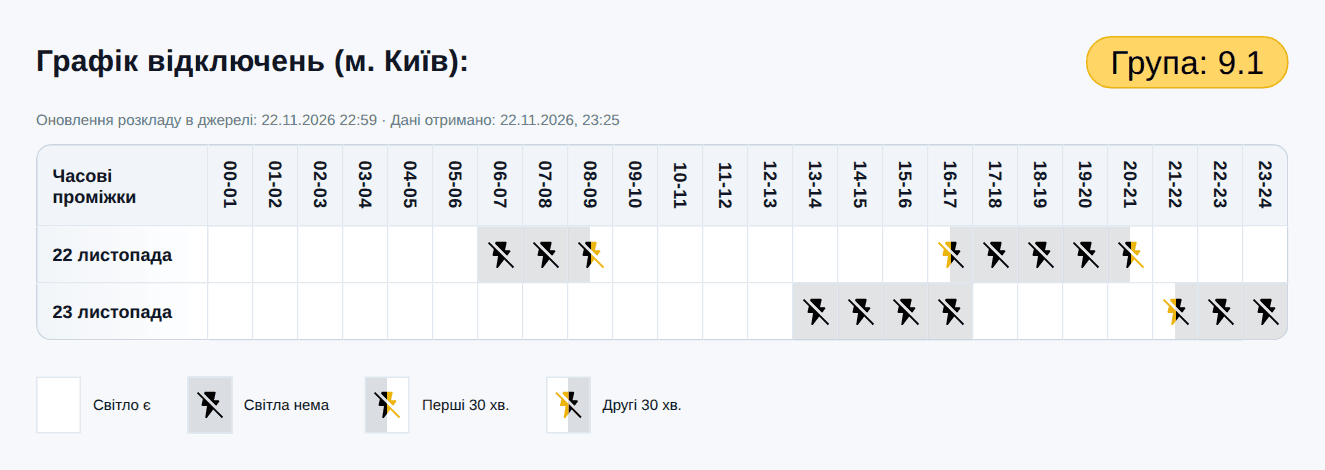 Графік відключень (м. Київ):
Група: 9.1
Оновлення розкладу в джерелі: 22.11.2026 22:59 · Дані отримано: 22.11.2026, 23:25
Часові
проміжки
00-01
01-02
02-03
03-04
04-05
05-06
06-07
07-08
08-09
09-10
10-11
11-12
12-13
13-14
14-15
15-16
16-17
17-18
18-19
19-20
20-21
21-22
22-23
23-24
22 листопада
23 листопада
Світло є
Світла нема
Перші 30 хв.
Другі 30 хв.